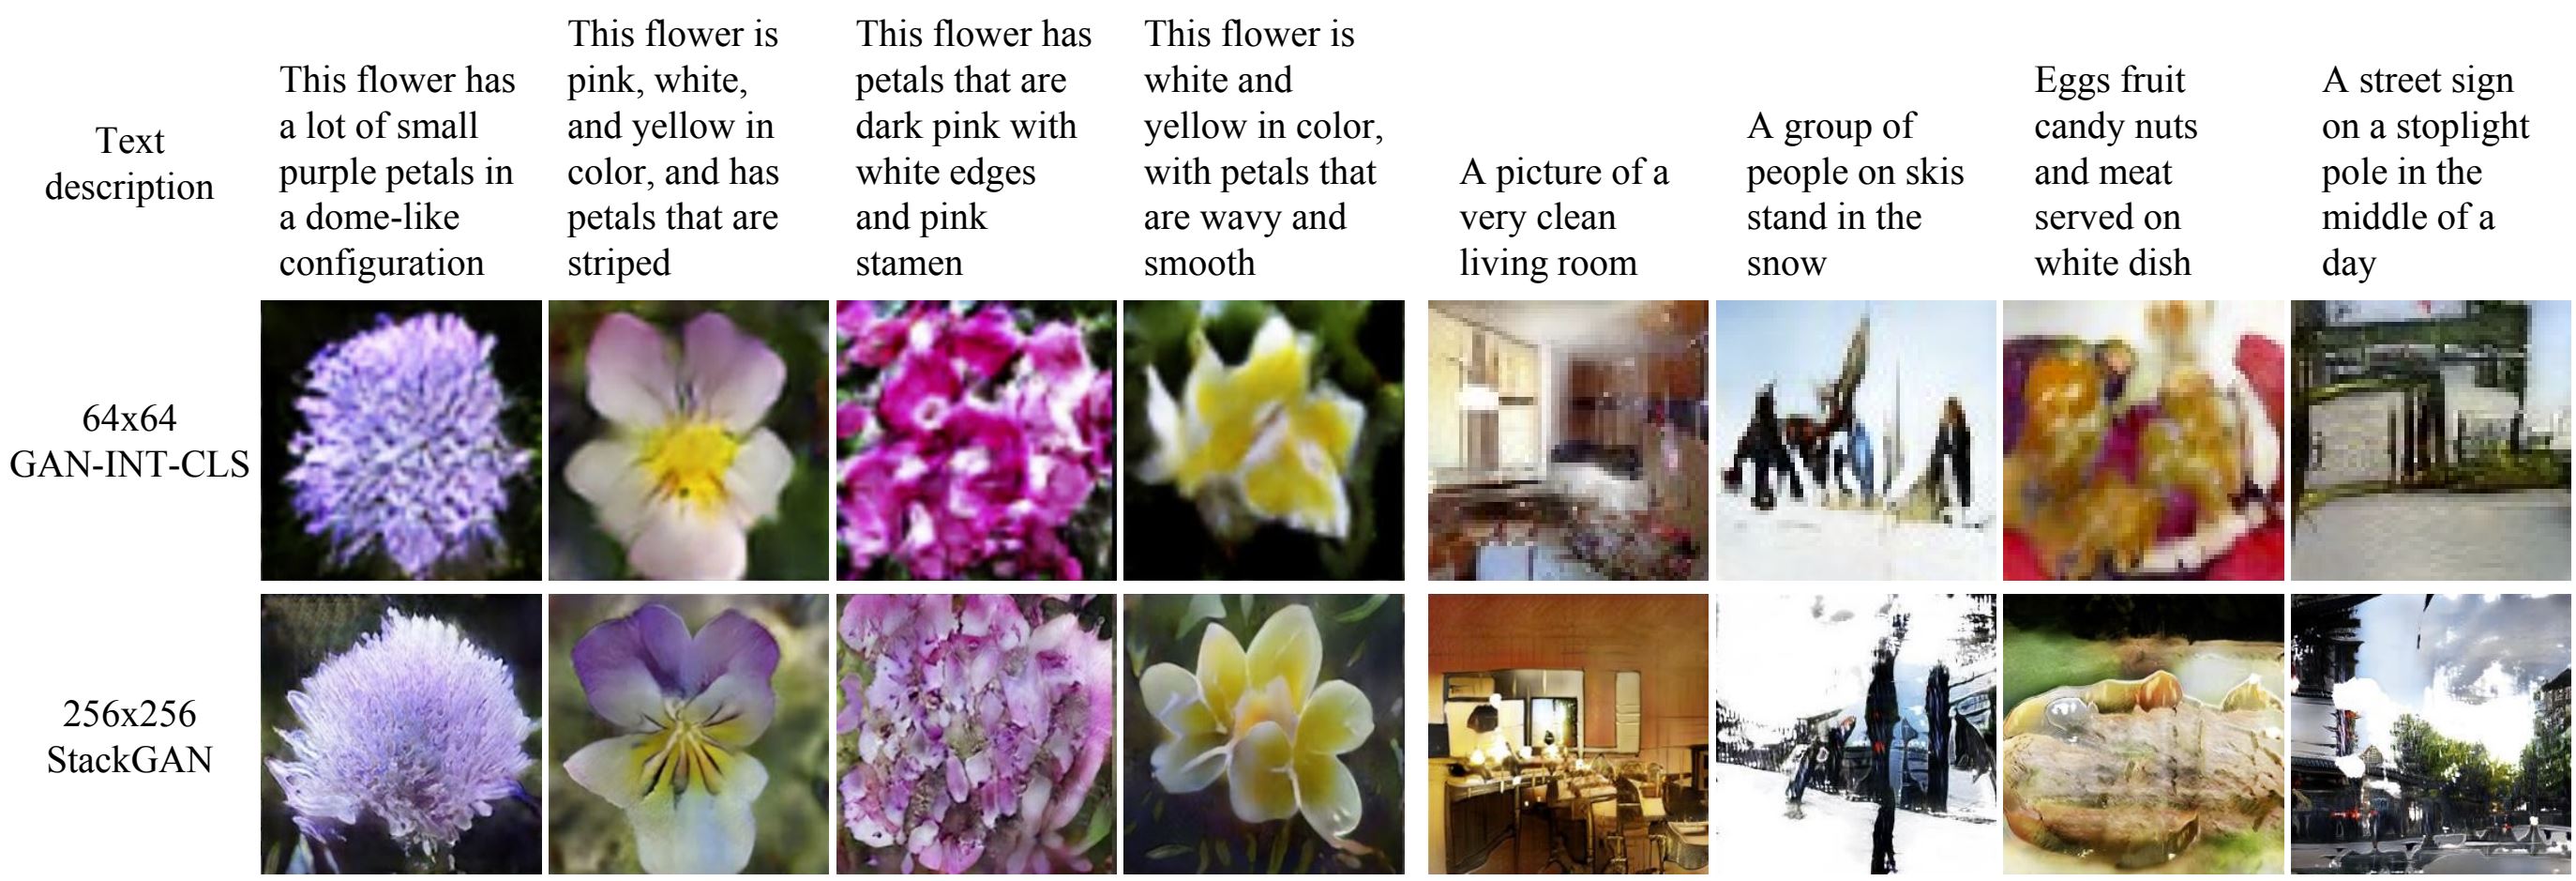 Text
description
This flower has
a lot of small
purple petals in
a dome-like
configuration
This flower is
pink, white,
and yellow in
color, and has
petals that are
striped
This flower has
petals that are
dark pink with
white edges
and pink
stamen
This flower is
white and
yellow in color,
with petals that
are wavy and
smooth
A picture of a
very clean
living room
A group of
people on skis
stand in the
snow
Eggs fruit
candy nuts
and meat
served on
white dish
A street sign
on a stoplight
pole in the
middle of a
day
64x64
GAN-INT-CLS
256x256
StackGAN